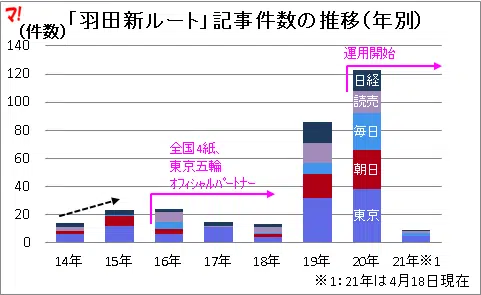 マ!
「羽田新ルート」記事件数の推移(年別)
(件数)
140
120
100
80
60
40
20
0
運用開始
日経
読売
毎日
朝日
東京
全国4紙、
東京五輪
オフィシャルパートナー
14年 15年 16年 17年 18年 19年 20年 21年※1
※1:21年は4月18日現在